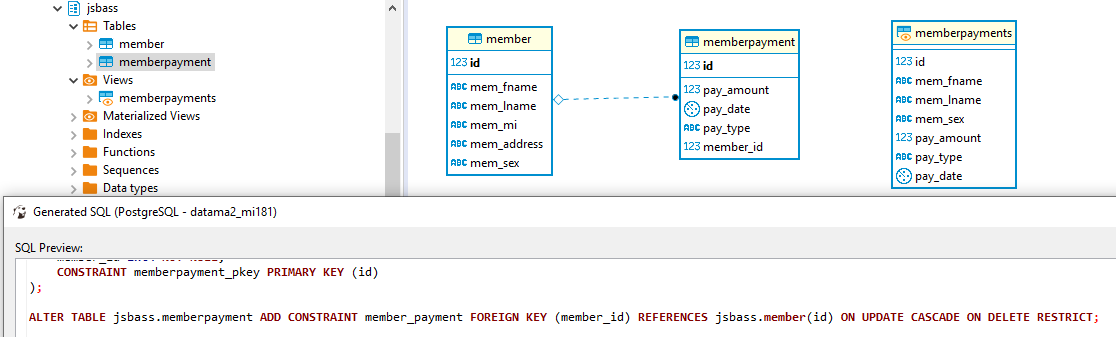 jsbass
Tables
member
memberpayment
Views
memberpayments
Materialized Views
Indexes
Functions
Sequences
Data types
member
123 id
ABC mem_fname
ABC mem_lname
ABC mem_mi
ABC mem_address
ABC mem_sex
memberpayment
123 id
123 pay_amount
pay_date
ABC pay_type
123 member_id
memberpayments
123 id
ABC mem_fname
ABC mem_lname
ABC mem_sex
123 pay_amount
ABC pay_type
pay_date
Generated SQL (PostgreSQL - datama2_mi181)
SQL Preview:
CONSTRAINT memberpayment_pkey PRIMARY KEY (id)
);
ALTER TABLE jsbass.memberpayment ADD CONSTRAINT member_payment FOREIGN KEY (member_id) REFERENCES jsbass.member(id) ON UPDATE CASCADE ON DELETE RESTRICT;